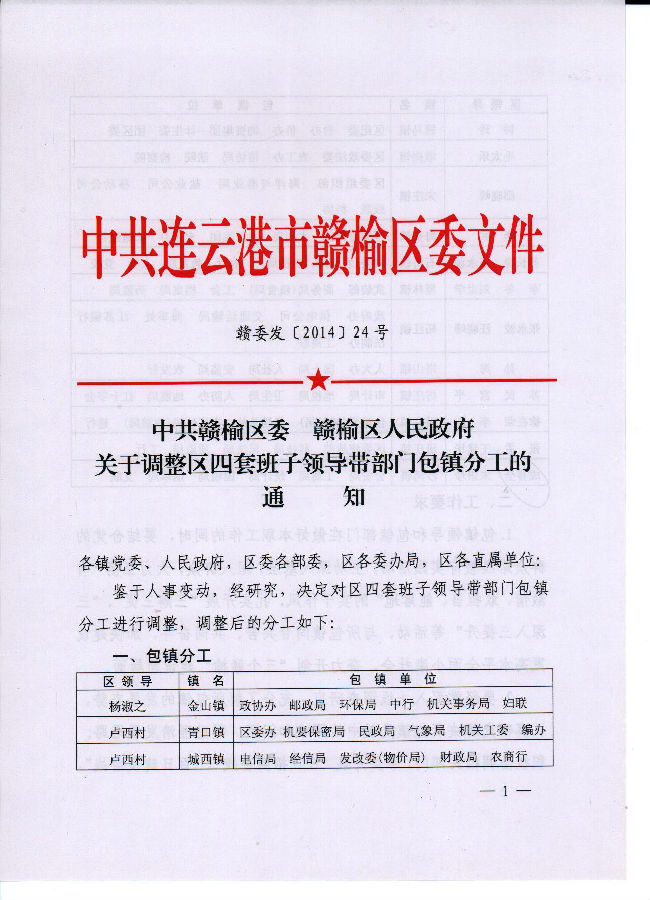 中共连云港市赣榆区委文件
赣委发〔2014〕24号
中共赣榆区委 赣榆区人民政府
关于调整区四套班子领导带部门包镇分工的
通 知
各镇党委、人民政府，区委各部委，区各委办局，区各直属单位：
鉴于人事变动，经研究，决定对区四套班子领导带部门包镇
分工进行调整，调整后的分工如下：
一、包镇分工
区领导 镇名 包镇单位
杨淑之 金山镇 政协办 邮政局 环保局 中行 机关事务局 妇联
卢西村 青口镇 区委办 机要保密局 民政局 气象局 机关工委 编办
卢西村 城西镇 电信局 经信局 发改委(物价局) 财政局 农商行
— 1 —